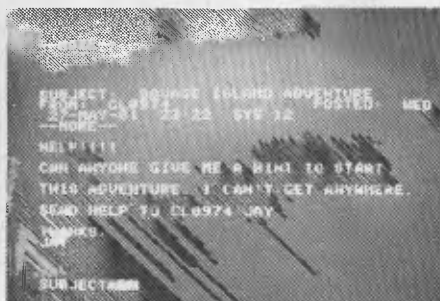 SUBJECT: SAVAGE ISLAND ADVENTURE
FROM: CL0974 POSTED: WED
27-MAY-81 23:22 SYS 12
--MORE--
HELP!!!!
CAN ANYONE GIVE ME A HINT TO START
THIS ADVENTURE. I CAN'T GET ANYWHERE.
SEND HELP TO CL0974 JAY
THANKS,
JAY
SUBJECT